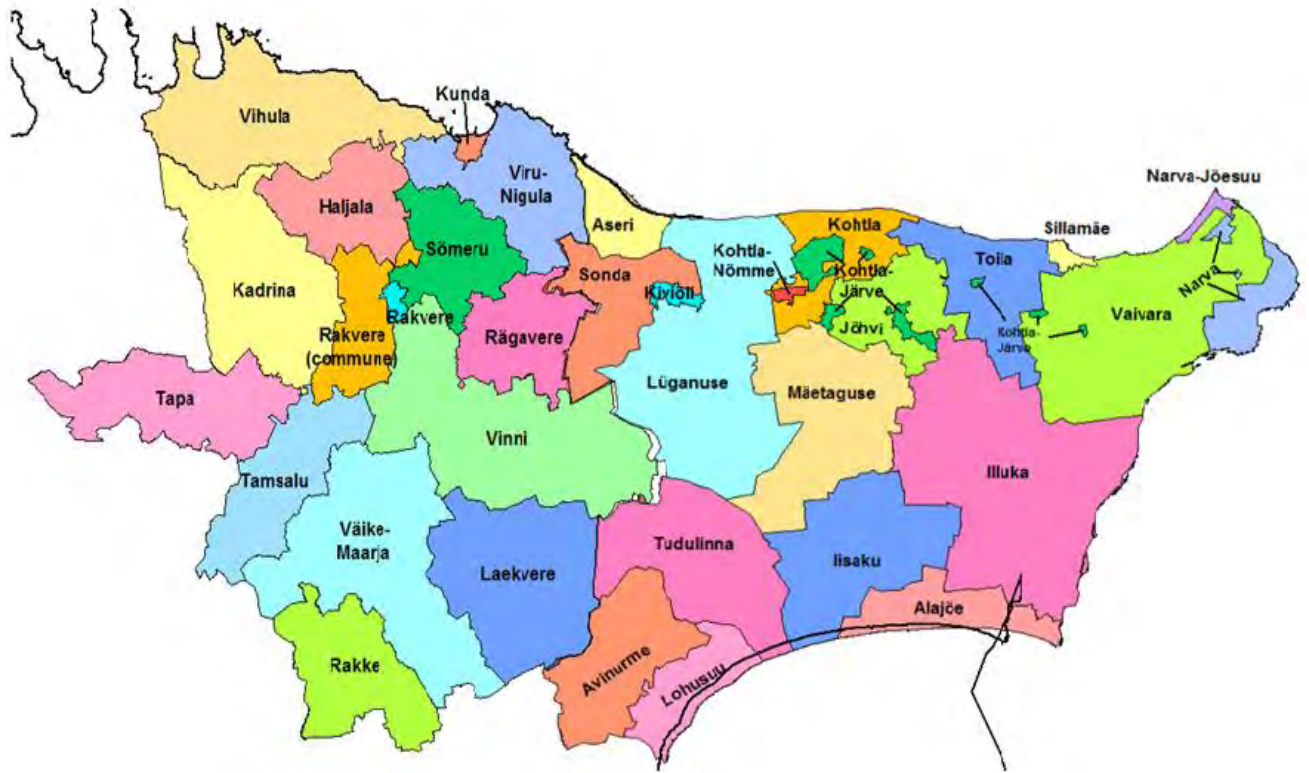 Vihula
Kunda
Viru-
Nigula
Haljala
Aseri
Kohtla
Narva-Jõesuu
Sillamäe
Sõmeru
Kohtla-
Nõmme
Toila
Kadrina
Sonda
Kohtla-
Järve
Narva
Kiviõli
Rakvere
Vaivara
Rakvere
(commune)
Rägavere
Jõhvi
Kohtla-
Järve
Tapa
Lüganuse
Mäetaguse
Vinni
Illuka
Tamsalu
Väike-
Maarja
Tudulinna
Iisaku
Laekvere
Alajõe
Rakke
Avinurme
Lohusuu